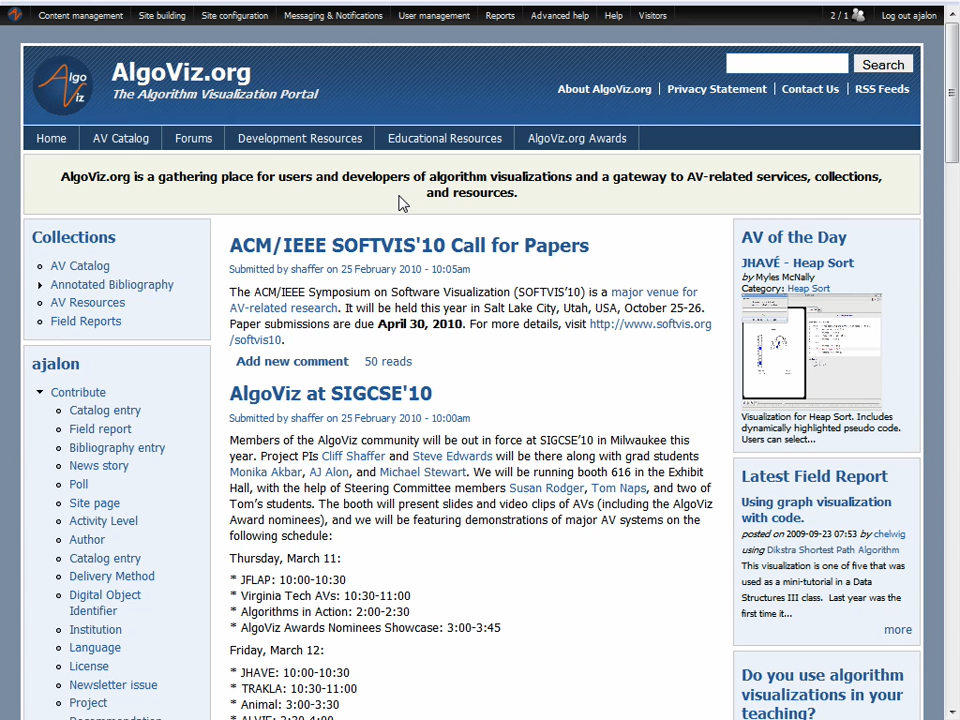 Content management Site building Site configuration Messaging & Notifications User management Reports Advanced help Help Visitors 2 / 1 Log out ajalon
Algo
Viz
AlgoViz.org
The Algorithm Visualization Portal
Search
About AlgoViz.org Privacy Statement Contact Us RSS Feeds
Home AV Catalog Forums Development Resources Educational Resources AlgoViz.org Awards
AlgoViz.org is a gathering place for users and developers of algorithm visualizations and a gateway to AV-related services, collections,
and resources.
Collections
AV Catalog
Annotated Bibliography
AV Resources
Field Reports
ajalon
Contribute
Catalog entry
Field report
Bibliography entry
News story
Poll
Site page
Activity Level
Author
Catalog entry
Delivery Method
Digital Object
Identifier
Institution
Language
License
Newsletter issue
Project
ACM/IEEE SOFTVIS'10 Call for Papers
Submitted by shaffer on 25 February 2010 - 10:05am
The ACM/IEEE Symposium on Software Visualization (SOFTVIS'10) is a major venue for
AV-related research. It will be held this year in Salt Lake City, Utah, USA, October 25-26.
Paper submissions are due April 30, 2010. For more details, visit http://www.softvis.org
/softvis10.
Add new comment 50 reads
AlgoViz at SIGCSE'10
Submitted by shaffer on 25 February 2010 - 10:00am
Members of the AlgoViz community will be out in force at SIGCSE'10 in Milwaukee this
year. Project PIs Cliff Shaffer and Steve Edwards will be there along with grad students
Monika Akbar, AJ Alon, and Michael Stewart. We will be running booth 616 in the Exhibit
Hall, with the help of Steering Committee members Susan Rodger, Tom Naps, and two of
Tom's students. The booth will present slides and video clips of AVs (including the AlgoViz
Award nominees), and we will be featuring demonstrations of major AV systems on the
following schedule:
Thursday, March 11:
* JFLAP: 10:00-10:30
* Virginia Tech AVs: 10:30-11:00
* Algorithms in Action: 2:00-2:30
* AlgoViz Awards Nominees Showcase: 3:00-3:45
Friday, March 12:
* JHAVE: 10:00-10:30
* TRAKLA: 10:30-11:00
* Animal: 3:00-3:30
* ALVIE: 3:30-4:00
AV of the Day
JHAVÉ - Heap Sort
by Myles McNally
Category: Heap Sort
Visualization for Heap Sort. Includes
dynamically highlighted pseudo code.
Users can select...
Latest Field Report
Using graph visualization
with code.
posted on 2009-09-23 07:53 by chelwig
using Dikstra Shortest Path Algorithm
This visualization is one of five that was
used as a mini-tutorial in a Data
Structures III class. Last year was the
first time it...
more
Do you use algorithm
visualizations in your
teaching?